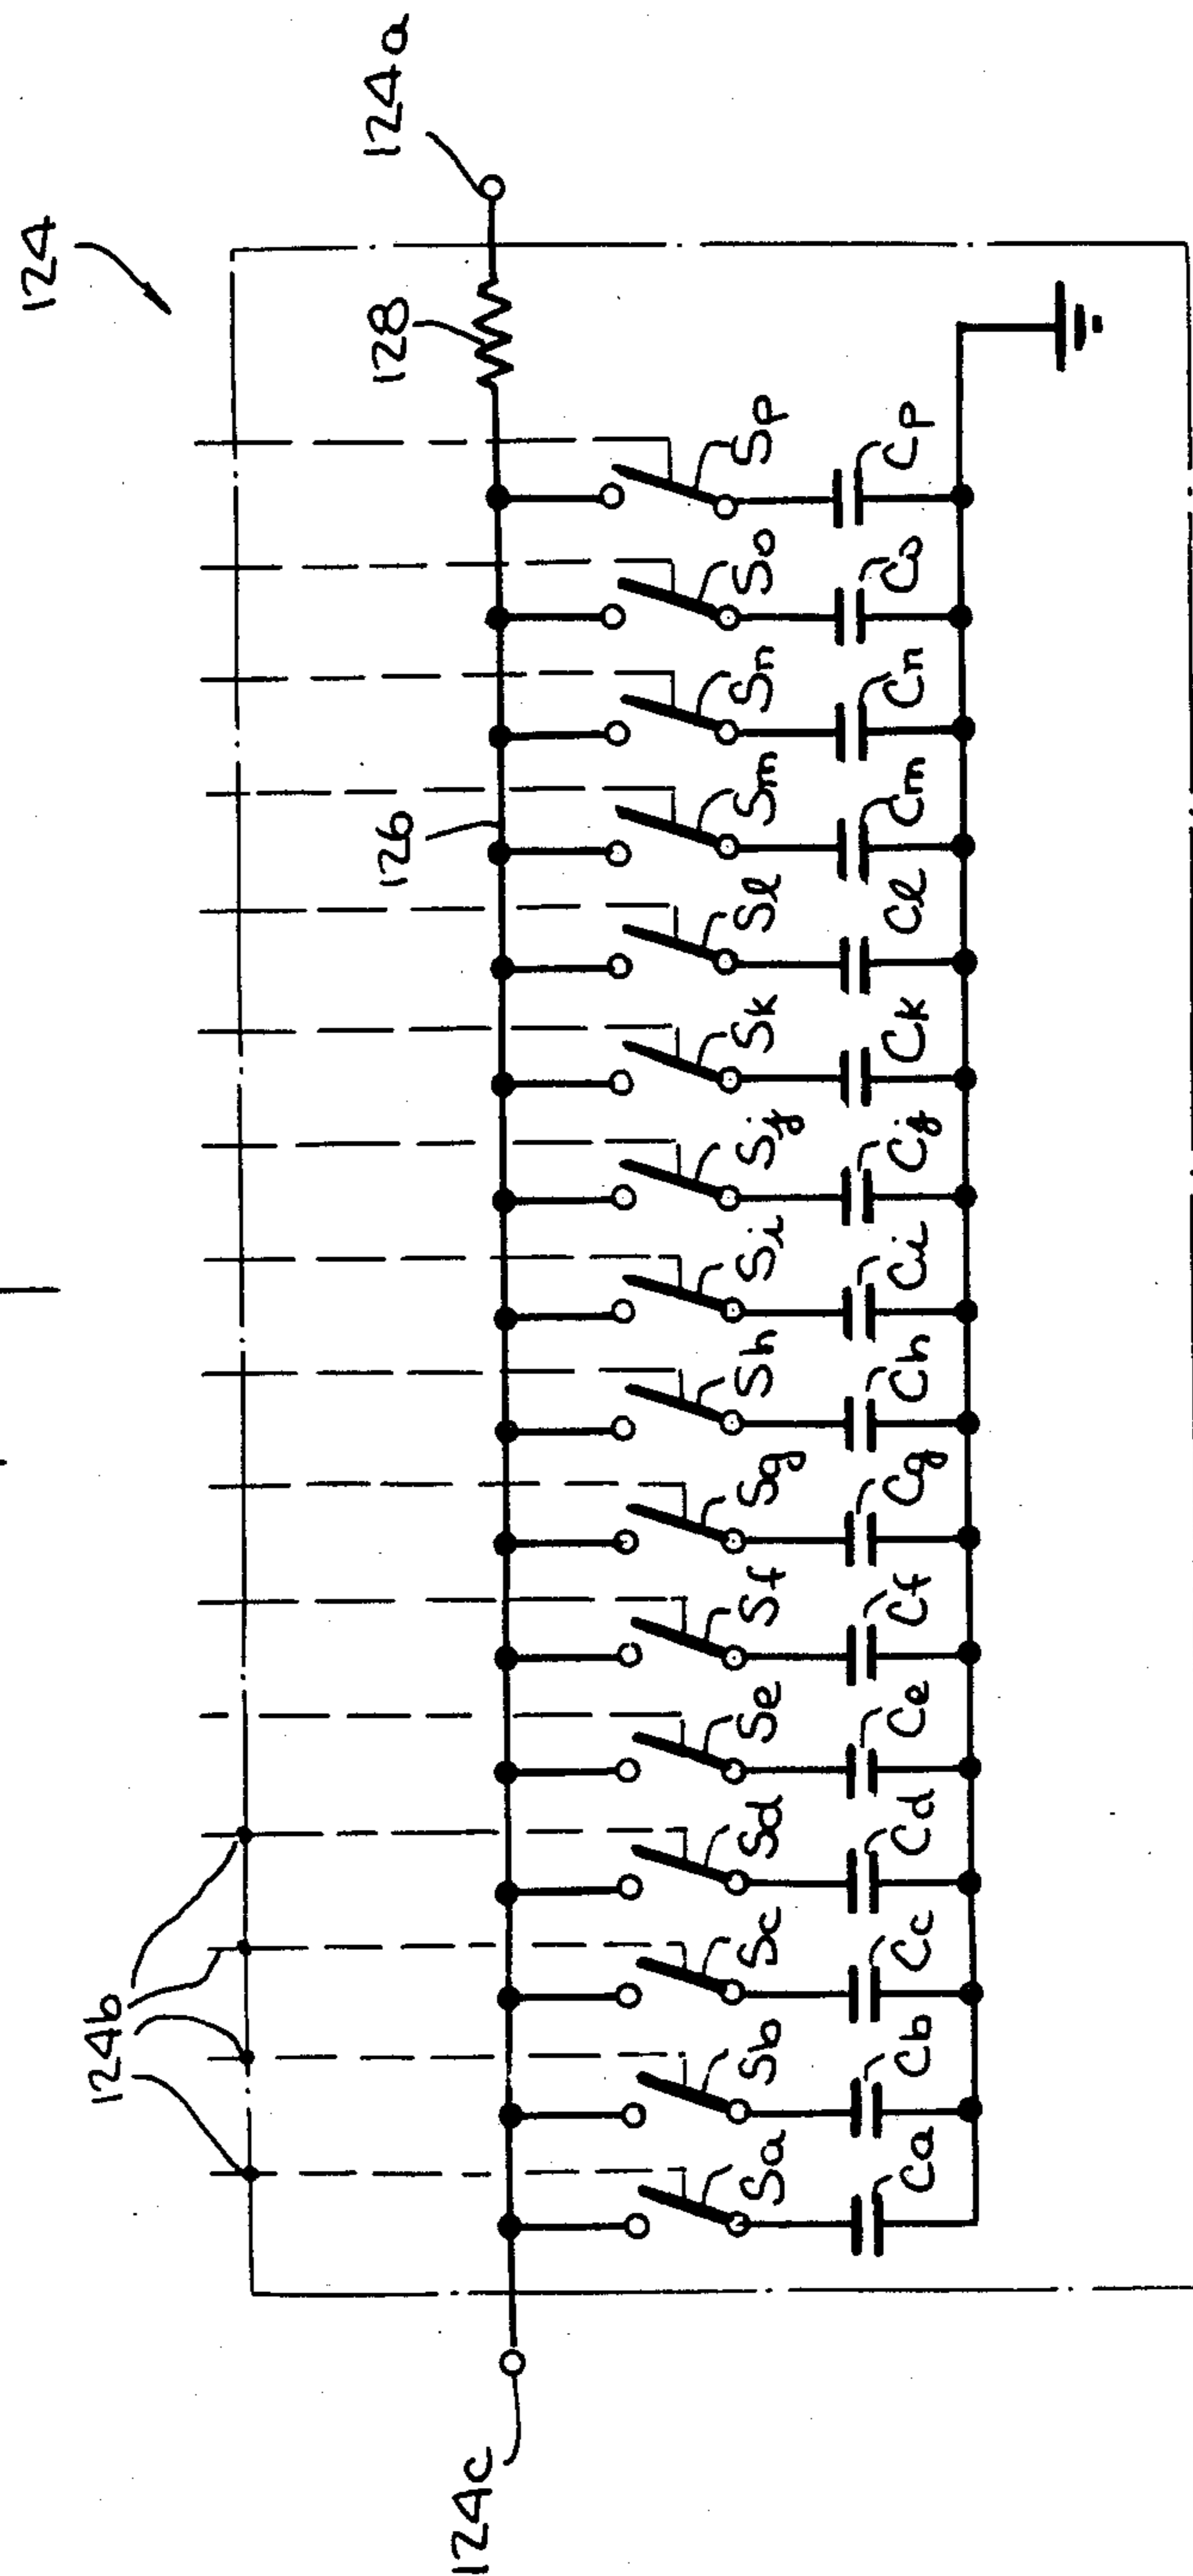 124
124b
124a
126
128
124c
Sa Sb Sc Sd Se Sf Sg Sh Si Sj Sk Sl Sm Sn So Sp
Ca Cb Cc Cd Ce Cf Cg Ch Ci Cj Ck Cl Cm Cn Co Cp